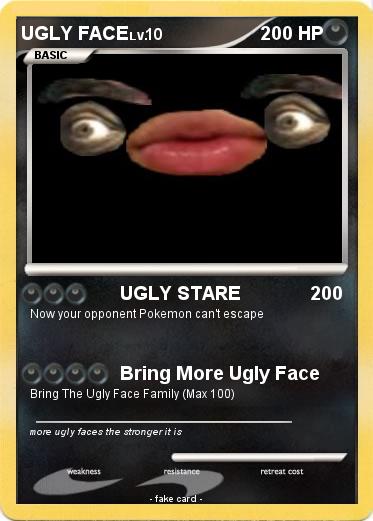 UGLY FACE Lv.10 200 HP
BASIC
UGLY STARE 200
Now your opponent Pokemon can't escape
Bring More Ugly Face
Bring The Ugly Face Family (Max 100)
more ugly faces the stronger it is
weakness resistance retreat cost
- fake card -